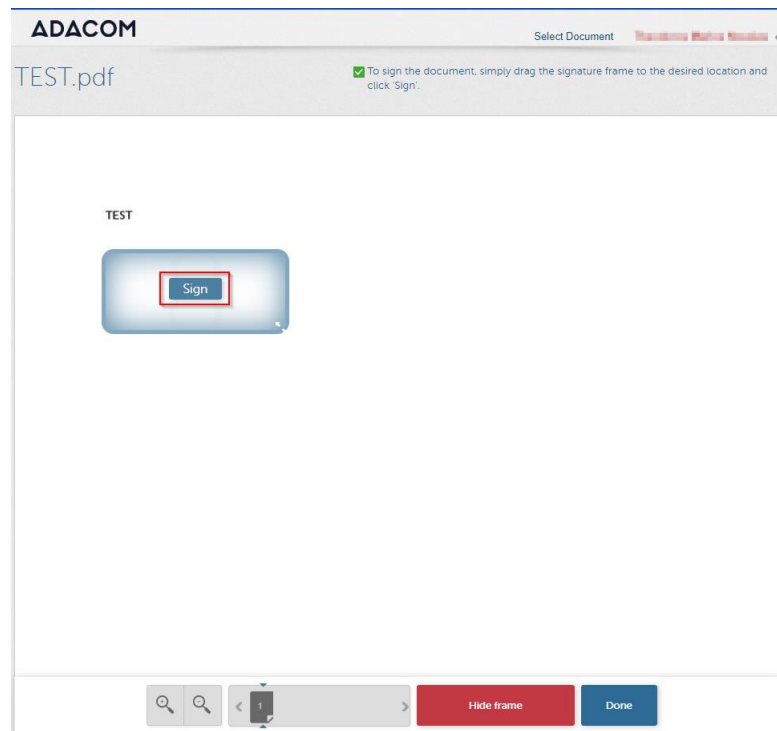 ADACOM
Select Document
TEST.pdf
To sign the document, simply drag the signature frame to the desired location and
click 'Sign'.
TEST
Sign
1
Hide frame
Done